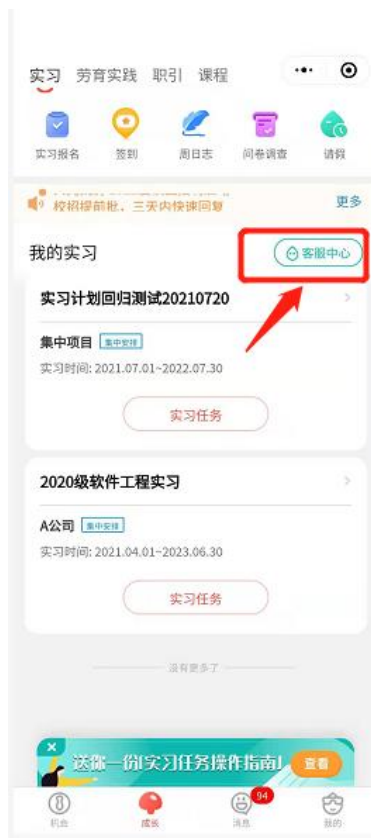 实习 劳育实践 职引 课程
实习报名 签到 周日志 问卷调查 请假
校招提前批，三天内快速回复 更多
我的实习 客服中心
实习计划回归测试20210720
集中项目 集中安排
实习时间: 2021.07.01~2022.07.30
实习任务
2020级软件工程实习
A公司 集中安排
实习时间: 2021.04.01~2023.06.30
实习任务
没有更多了
送你一份[实习任务操作指南] 查看
94
机会 成长 消息 我的